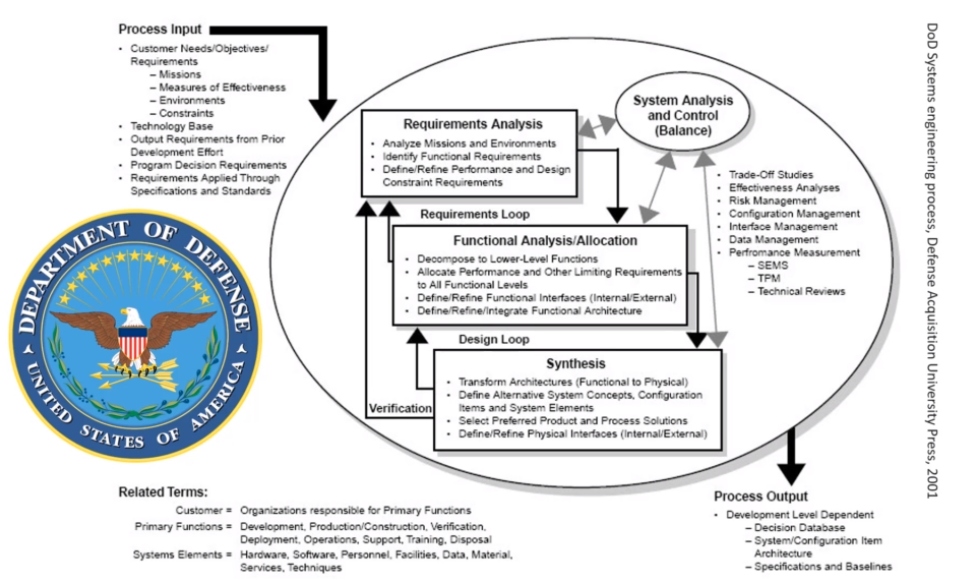 Process Input
• Customer Needs/Objectives/
Requirements
– Missions
– Measures of Effectiveness
– Environments
– Constraints
• Technology Base
• Output Requirements from Prior
Development Effort
• Program Decision Requirements
• Requirements Applied Through
Specifications and Standards
System Analysis
and Control
(Balance)
Requirements Analysis
• Analyze Missions and Environments
• Identify Functional Requirements
• Define/Refine Performance and Design
Constraint Requirements
• Trade-Off Studies
• Effectiveness Analyses
• Risk Management
• Configuration Management
• Interface Management
• Data Management
• Perfromance Measurement
– SEMS
– TPM
– Technical Reviews
Requirements Loop
Functional Analysis/Allocation
• Decompose to Lower-Level Functions
• Allocate Performance and Other Limiting Requirements
to All Functional Levels
• Define/Refine Functional Interfaces (Internal/External)
• Define/Refine/Integrate Functional Architecture
Design Loop
Synthesis
• Transform Architectures (Functional to Physical)
• Define Alternative System Concepts, Configuration
Items and System Elements
• Select Preferred Product and Process Solutions
• Define/Refine Physical Interfaces (Internal/External)
Verification
DEPARTMENT OF DEFENSE
UNITED STATES OF AMERICA
Related Terms:
Customer = Organizations responsible for Primary Functions
Primary Functions = Development, Production/Construction, Verification,
Deployment, Operations, Support, Training, Disposal
Systems Elements = Hardware, Software, Personnel, Facilities, Data, Material,
Services, Techniques
Process Output
• Development Level Dependent
– Decision Database
– System/Configuration Item
Architecture
– Specifications and Baselines
DoD Systems engineering process, Defense Acquisition University Press, 2001